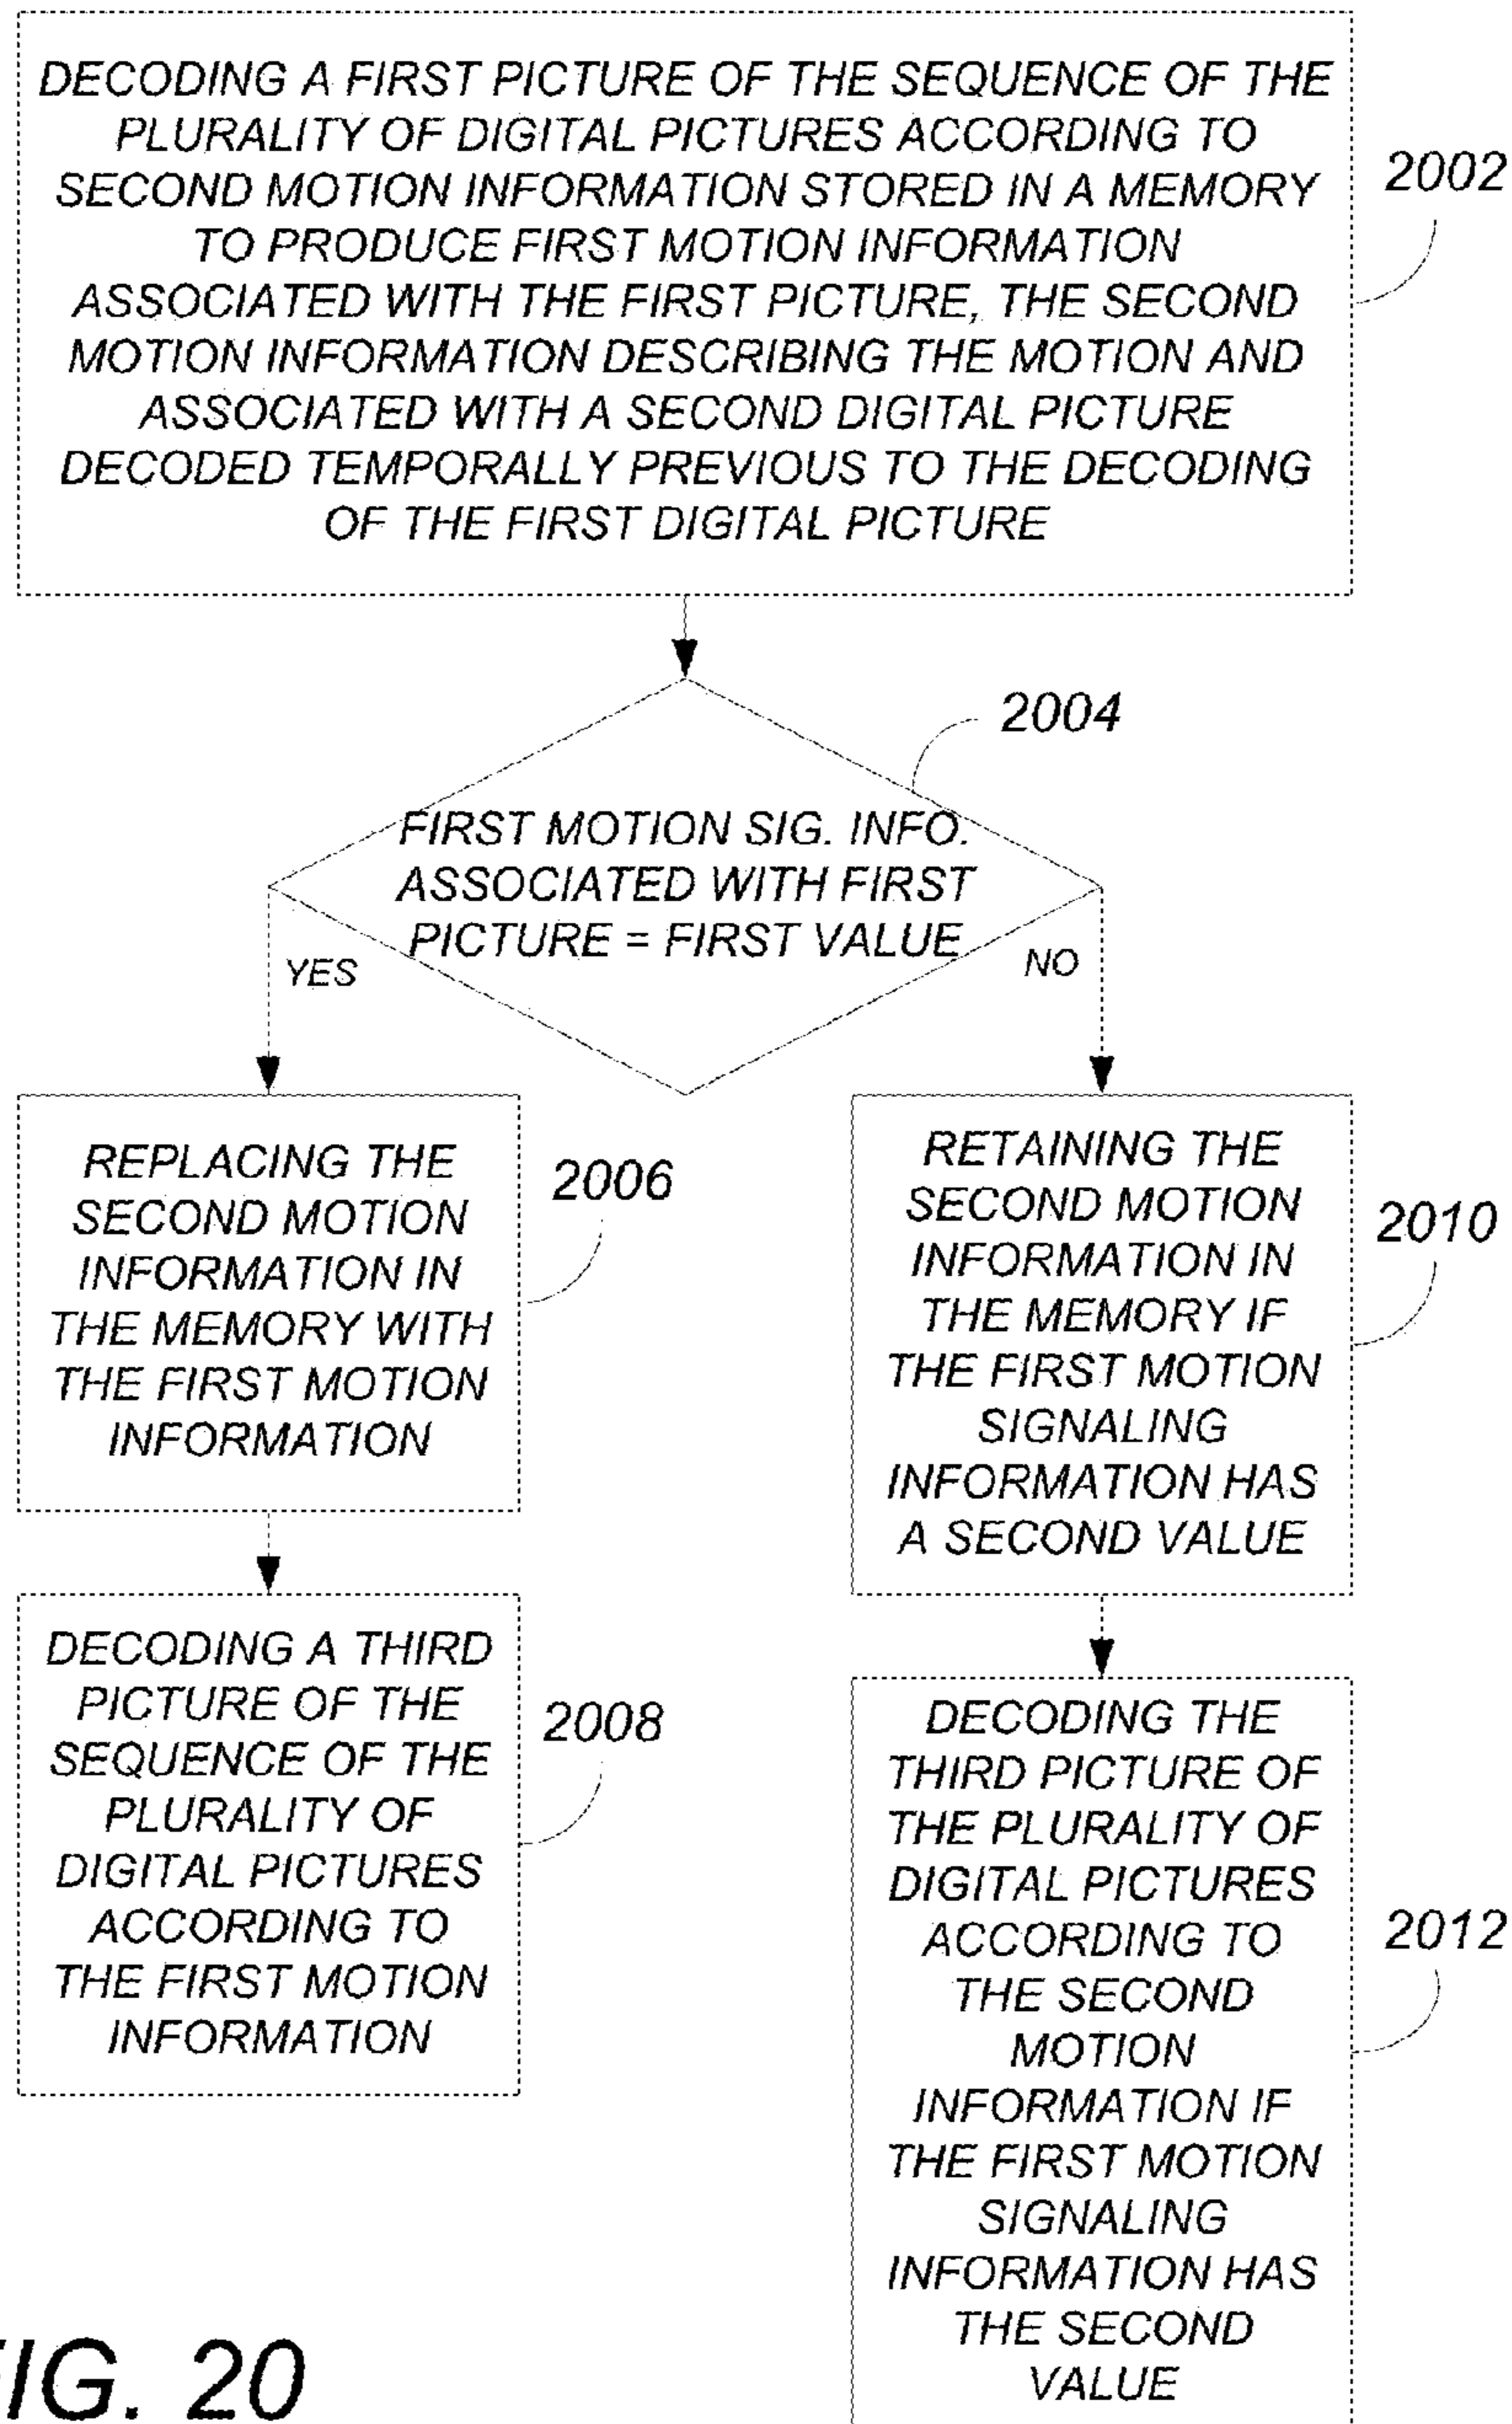 DECODING A FIRST PICTURE OF THE SEQUENCE OF THE
PLURALITY OF DIGITAL PICTURES ACCORDING TO
SECOND MOTION INFORMATION STORED IN A MEMORY
TO PRODUCE FIRST MOTION INFORMATION
ASSOCIATED WITH THE FIRST PICTURE, THE SECOND
MOTION INFORMATION DESCRIBING THE MOTION AND
ASSOCIATED WITH A SECOND DIGITAL PICTURE
DECODED TEMPORALLY PREVIOUS TO THE DECODING
OF THE FIRST DIGITAL PICTURE
2002
2004
FIRST MOTION SIG. INFO.
ASSOCIATED WITH FIRST
PICTURE = FIRST VALUE
YES
NO
REPLACING THE
SECOND MOTION
INFORMATION IN
THE MEMORY WITH
THE FIRST MOTION
INFORMATION
2006
RETAINING THE
SECOND MOTION
INFORMATION IN
THE MEMORY IF
THE FIRST MOTION
SIGNALING
INFORMATION HAS
A SECOND VALUE
2010
DECODING A THIRD
PICTURE OF THE
SEQUENCE OF THE
PLURALITY OF
DIGITAL PICTURES
ACCORDING TO
THE FIRST MOTION
INFORMATION
2008
DECODING THE
THIRD PICTURE OF
THE PLURALITY OF
DIGITAL PICTURES
ACCORDING TO
THE SECOND
MOTION
INFORMATION IF
THE FIRST MOTION
SIGNALING
INFORMATION HAS
THE SECOND
VALUE
2012
FIG. 20